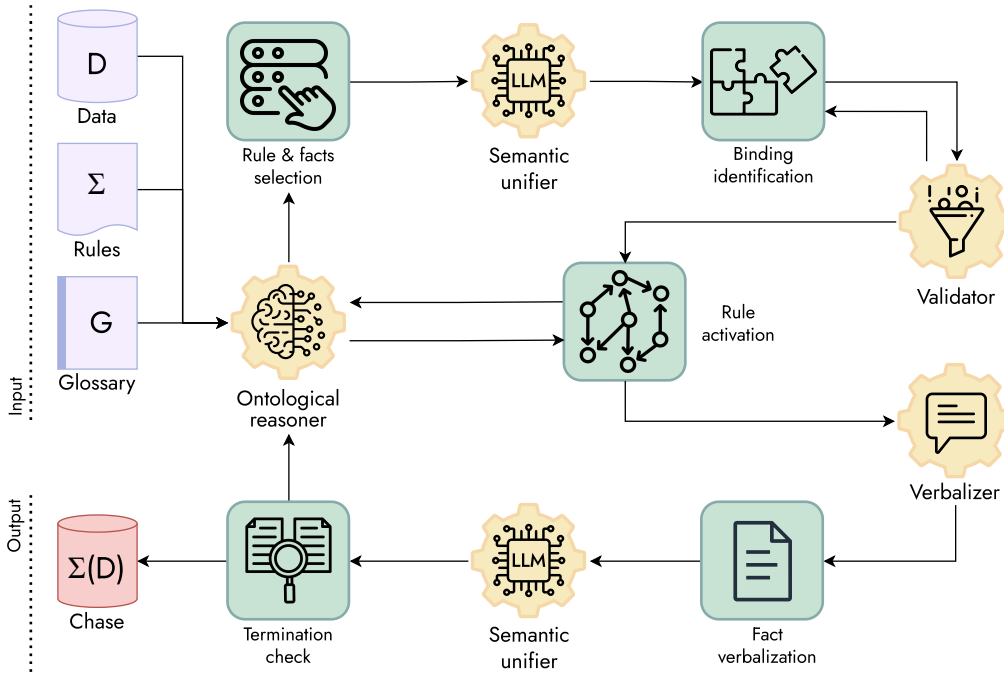 Input
D
Data
Σ
Rules
G
Glossary
Rule & facts
selection
LLM
Semantic
unifier
Binding
identification
Validator
Ontological
reasoner
Rule
activation
Verbalizer
Output
Σ(D)
Chase
Termination
check
LLM
Semantic
unifier
Fact
verbalization